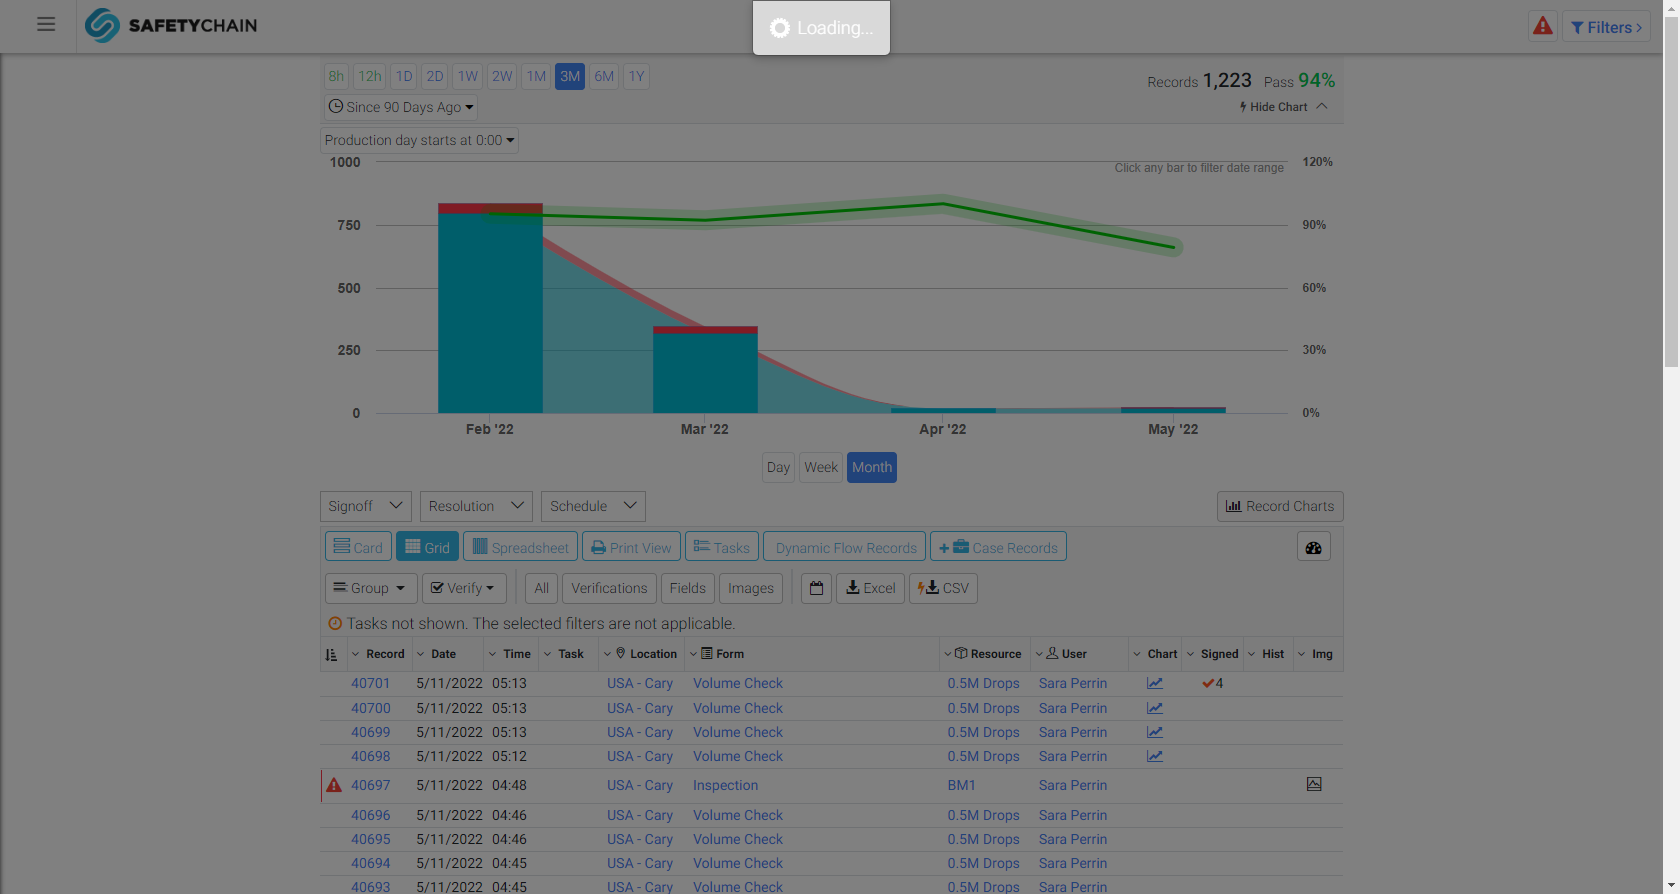 SAFETYCHAIN
Loading...
Filters
8h 12h 1D 2D 1W 2W 1M 3M 6M 1Y
Records 1,223 Pass 94%
Since 90 Days Ago
Hide Chart
Production day starts at 0:00
1000 120%
Click any bar to filter date range
750 90%
500 60%
250 30%
0 0%
Feb '22 Mar '22 Apr '22 May '22
Day Week Month
Signoff Resolution Schedule Record Charts
Card Grid Spreadsheet Print View Tasks Dynamic Flow Records + Case Records
Group Verify All Verifications Fields Images Excel CSV
Tasks not shown. The selected filters are not applicable.
Record Date Time Task Location Form Resource User Chart Signed Hist Img
40701 5/11/2022 05:13 USA - Cary Volume Check 0.5M Drops Sara Perrin 4
40700 5/11/2022 05:13 USA - Cary Volume Check 0.5M Drops Sara Perrin
40699 5/11/2022 05:13 USA - Cary Volume Check 0.5M Drops Sara Perrin
40698 5/11/2022 05:12 USA - Cary Volume Check 0.5M Drops Sara Perrin
40697 5/11/2022 04:48 USA - Cary Inspection BM1 Sara Perrin
40696 5/11/2022 04:46 USA - Cary Volume Check 0.5M Drops Sara Perrin
40695 5/11/2022 04:46 USA - Cary Volume Check 0.5M Drops Sara Perrin
40694 5/11/2022 04:45 USA - Cary Volume Check 0.5M Drops Sara Perrin
40693 5/11/2022 04:45 USA - Cary Volume Check 0.5M Drops Sara Perrin